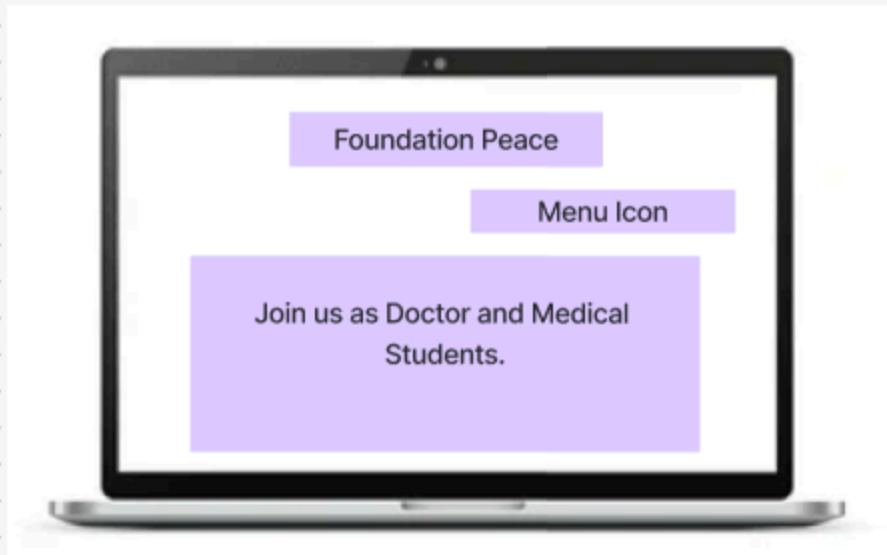 Foundation Peace
Menu Icon
Join us as Doctor and Medical
Students.